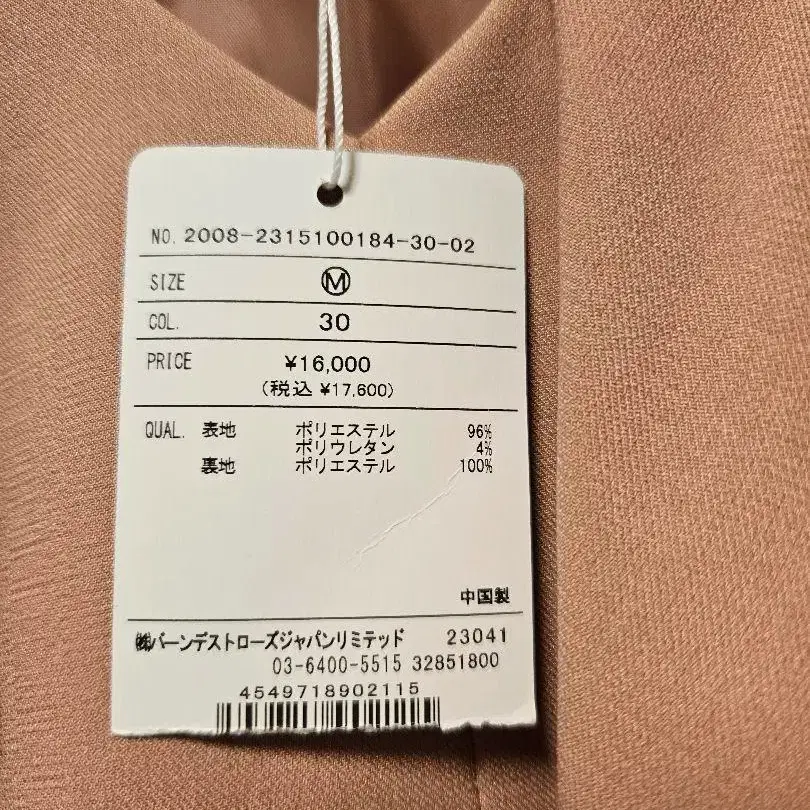 NO. 2008-2315100184-30-02
SIZE Ⓜ
COL. 30
PRICE ¥16,000
(税込 ¥17,600)
QUAL. 表地 ポリエステル 96%
ポリウレタン 4%
裏地 ポリエステル 100%
中国製
㈱バーンデストローズジャパンリミテッド 23041
03-6400-5515 32851800
4549718902115